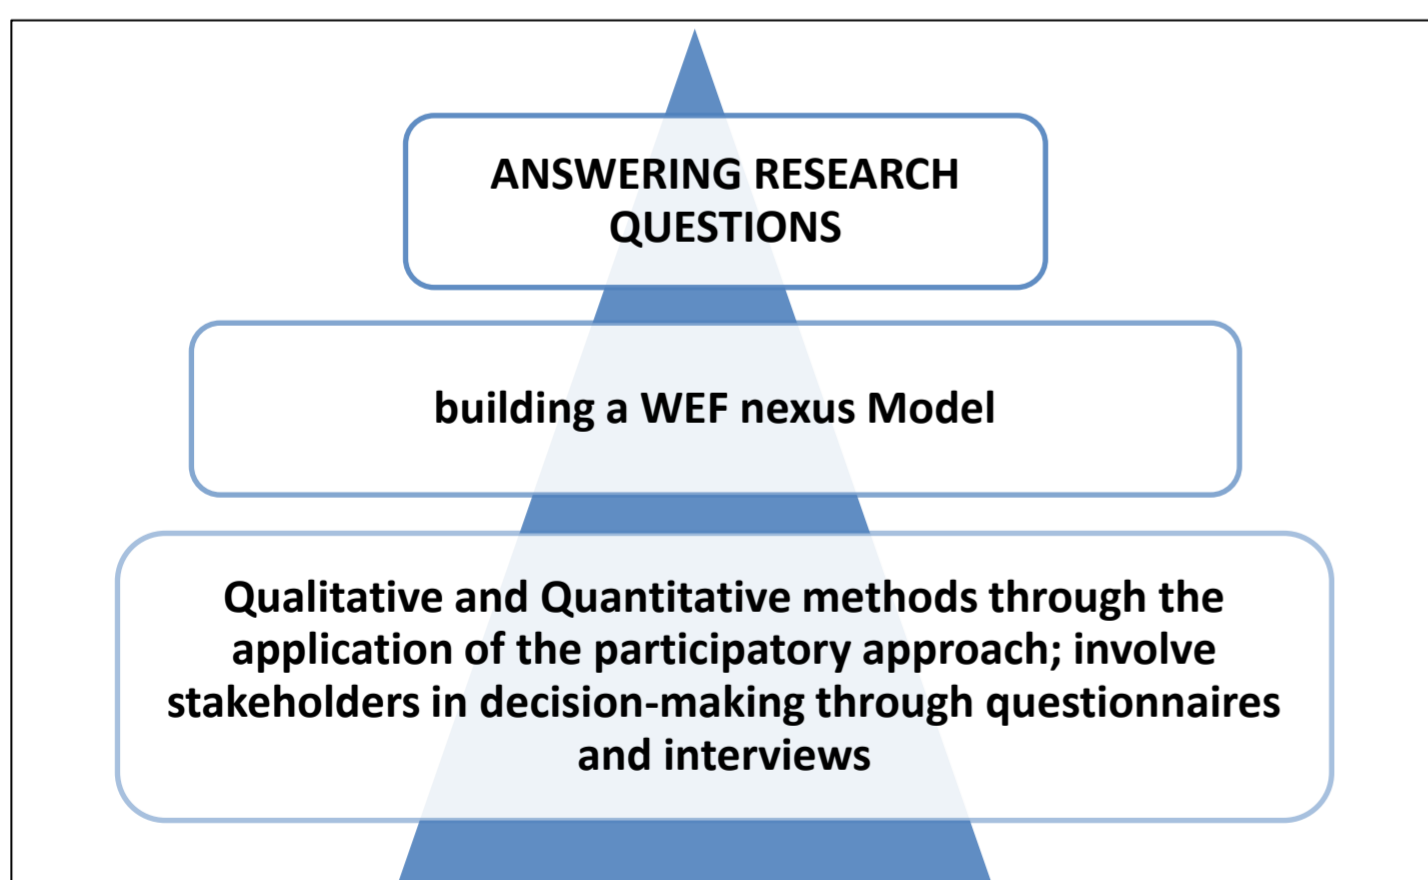 ANSWERING RESEARCH
QUESTIONS
building a WEF nexus Model
Qualitative and Quantitative methods through the
application of the participatory approach; involve
stakeholders in decision-making through questionnaires
and interviews